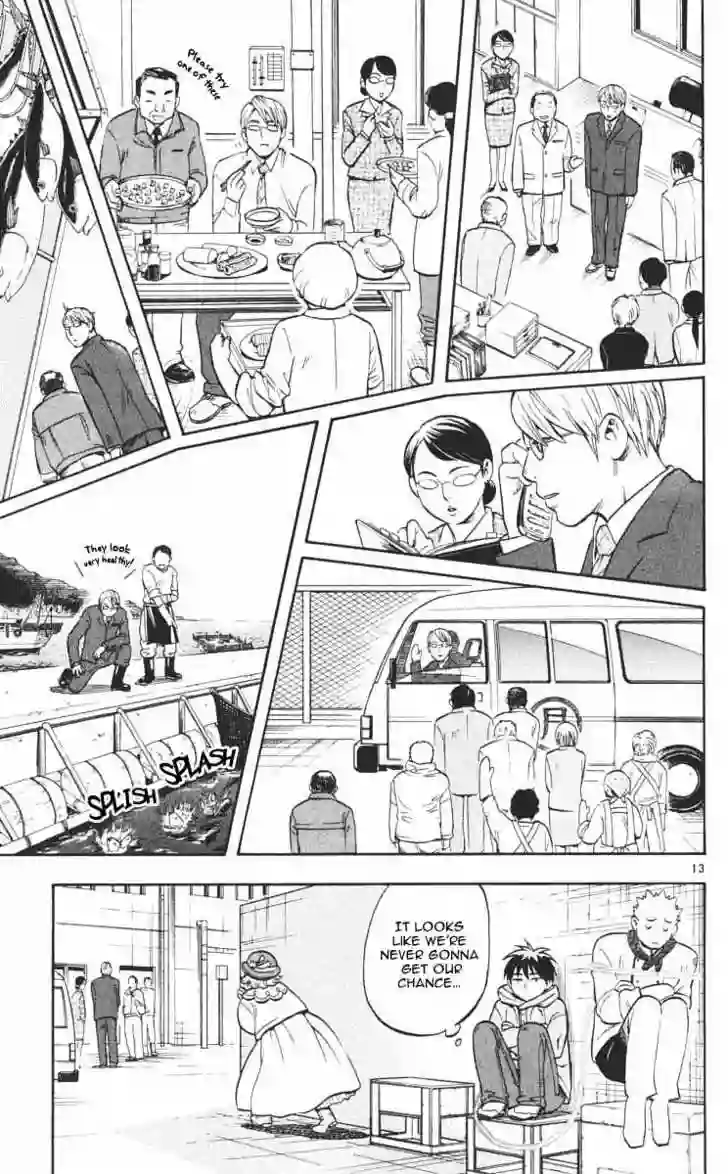 Please try
one of these
They look
very healthy!
SPLISH
SPLASH
月
13
IT LOOKS
LIKE WE'RE
NEVER GONNA
GET OUR
CHANCE...